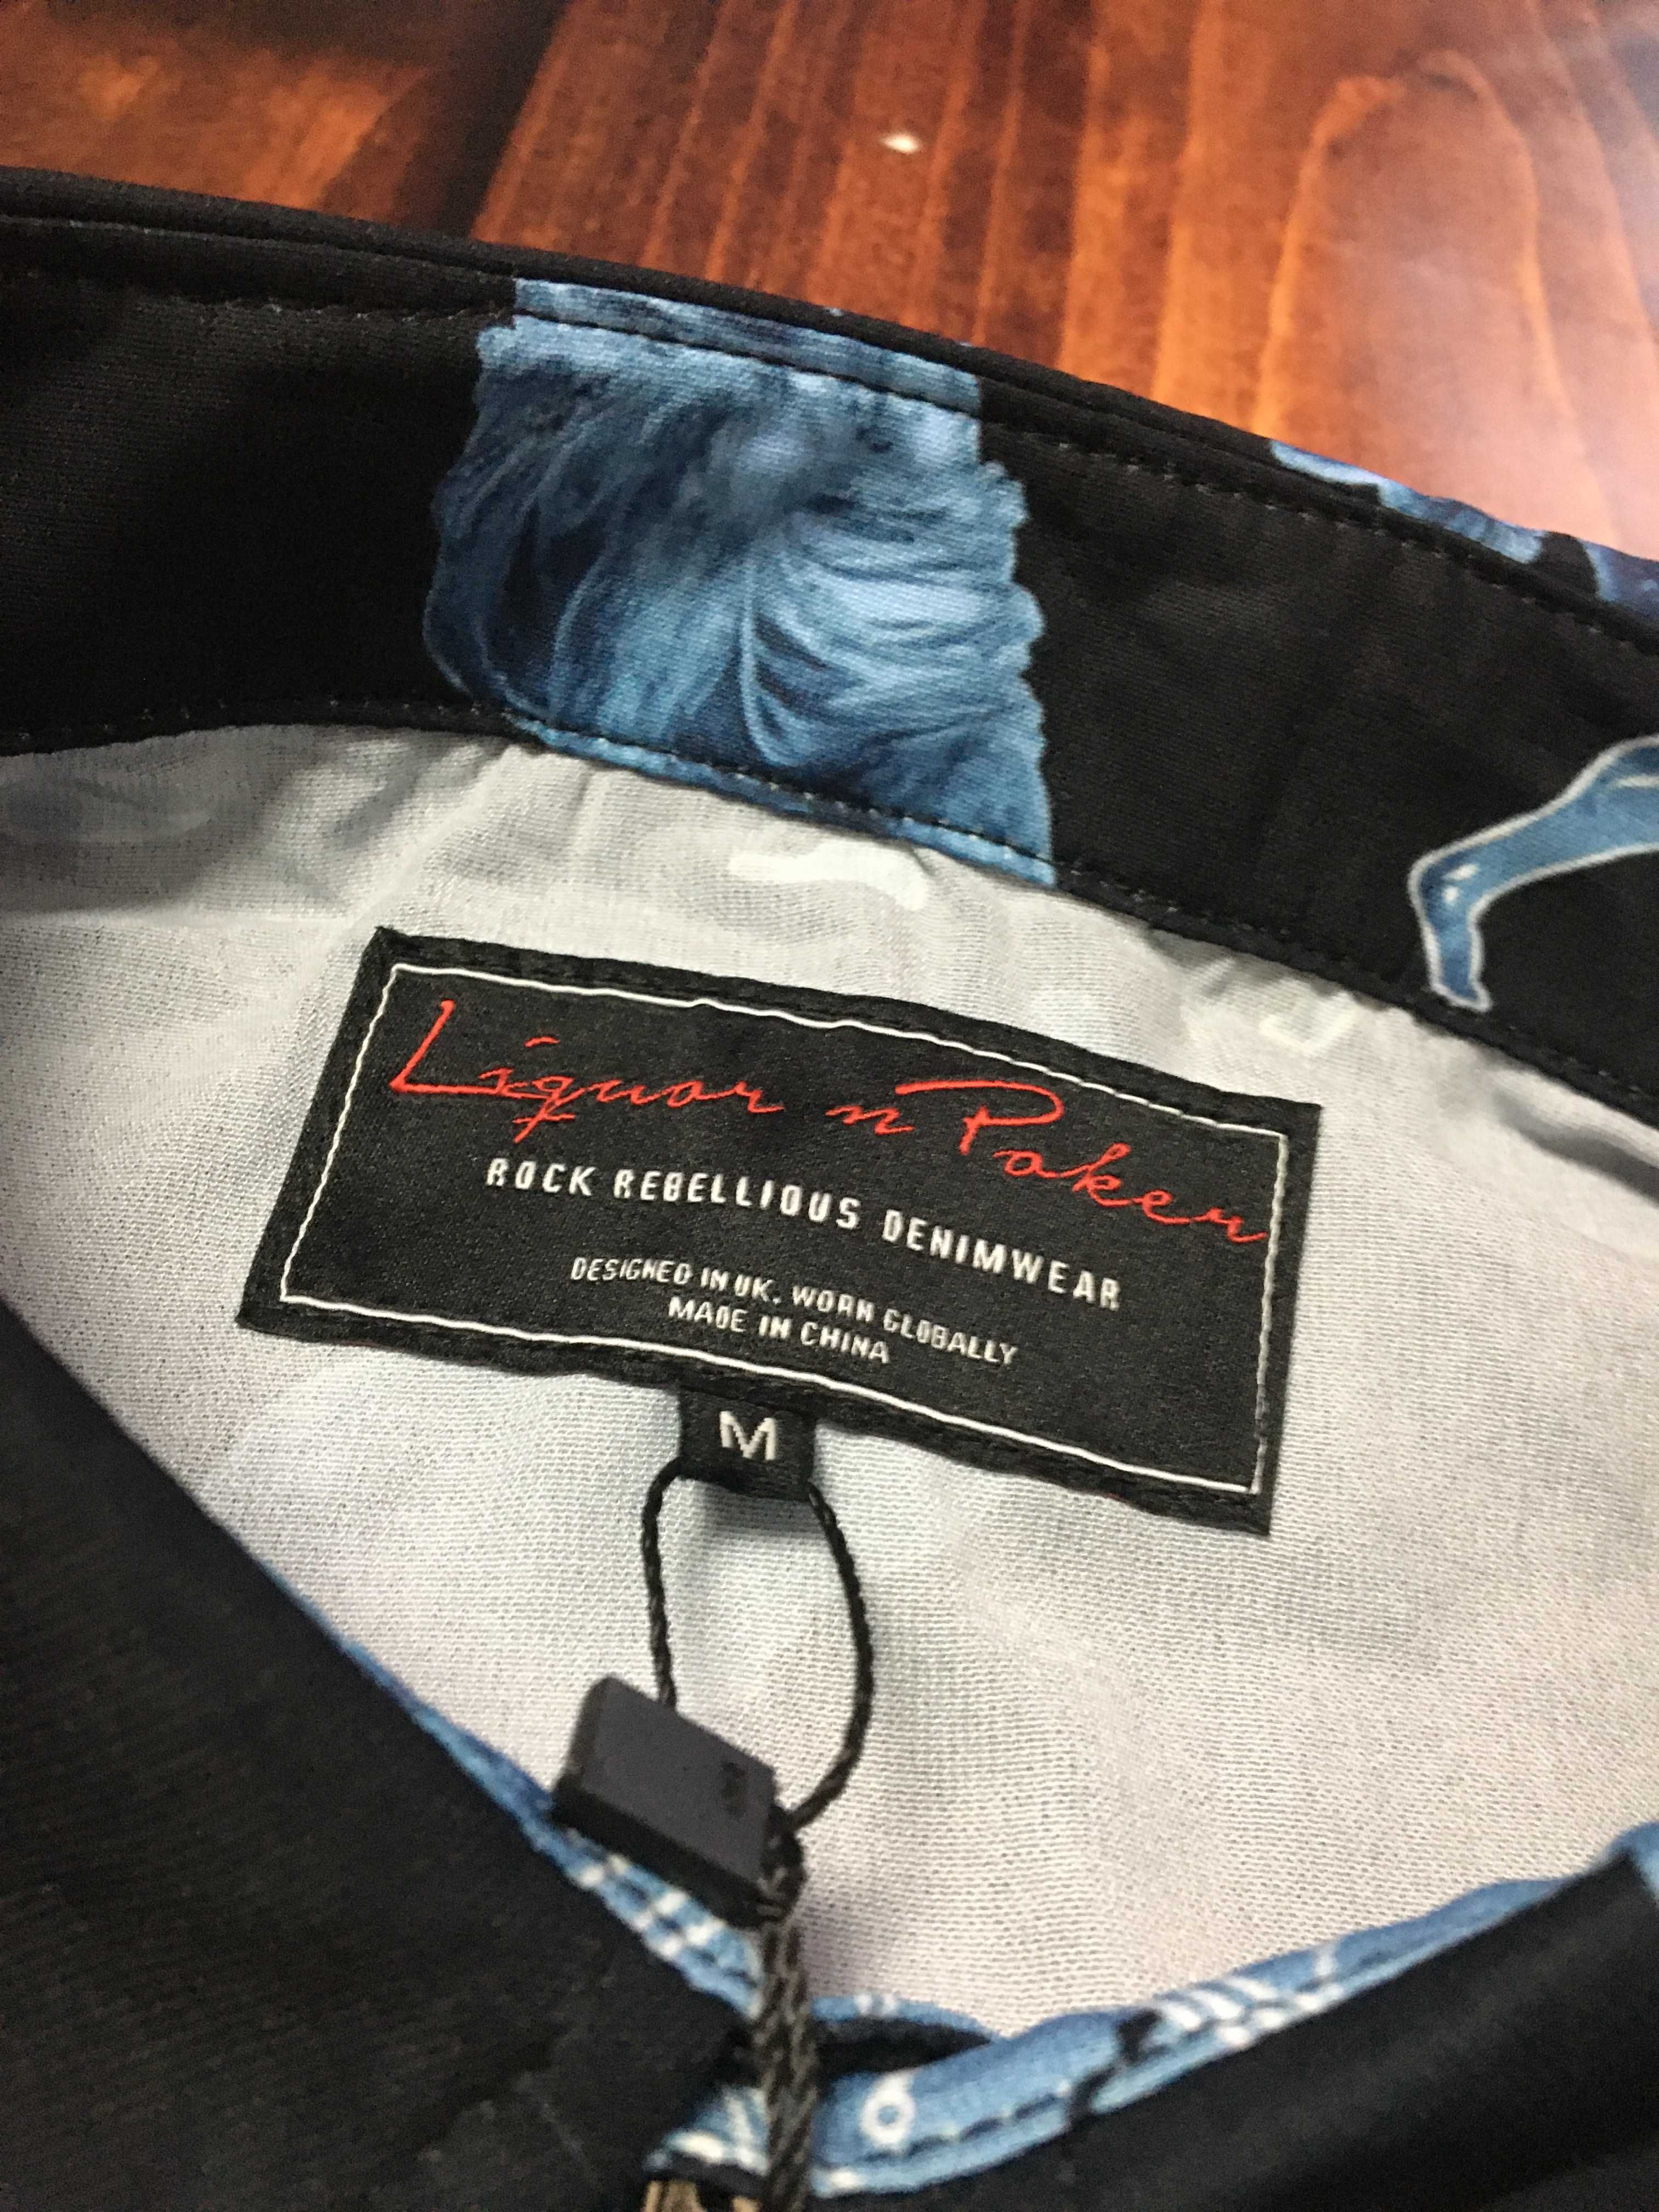 Liquor n Poker
ROCK REBELLIOUS DENIMWEAR
DESIGNED IN UK. WORN GLOBALLY
MADE IN CHINA
M